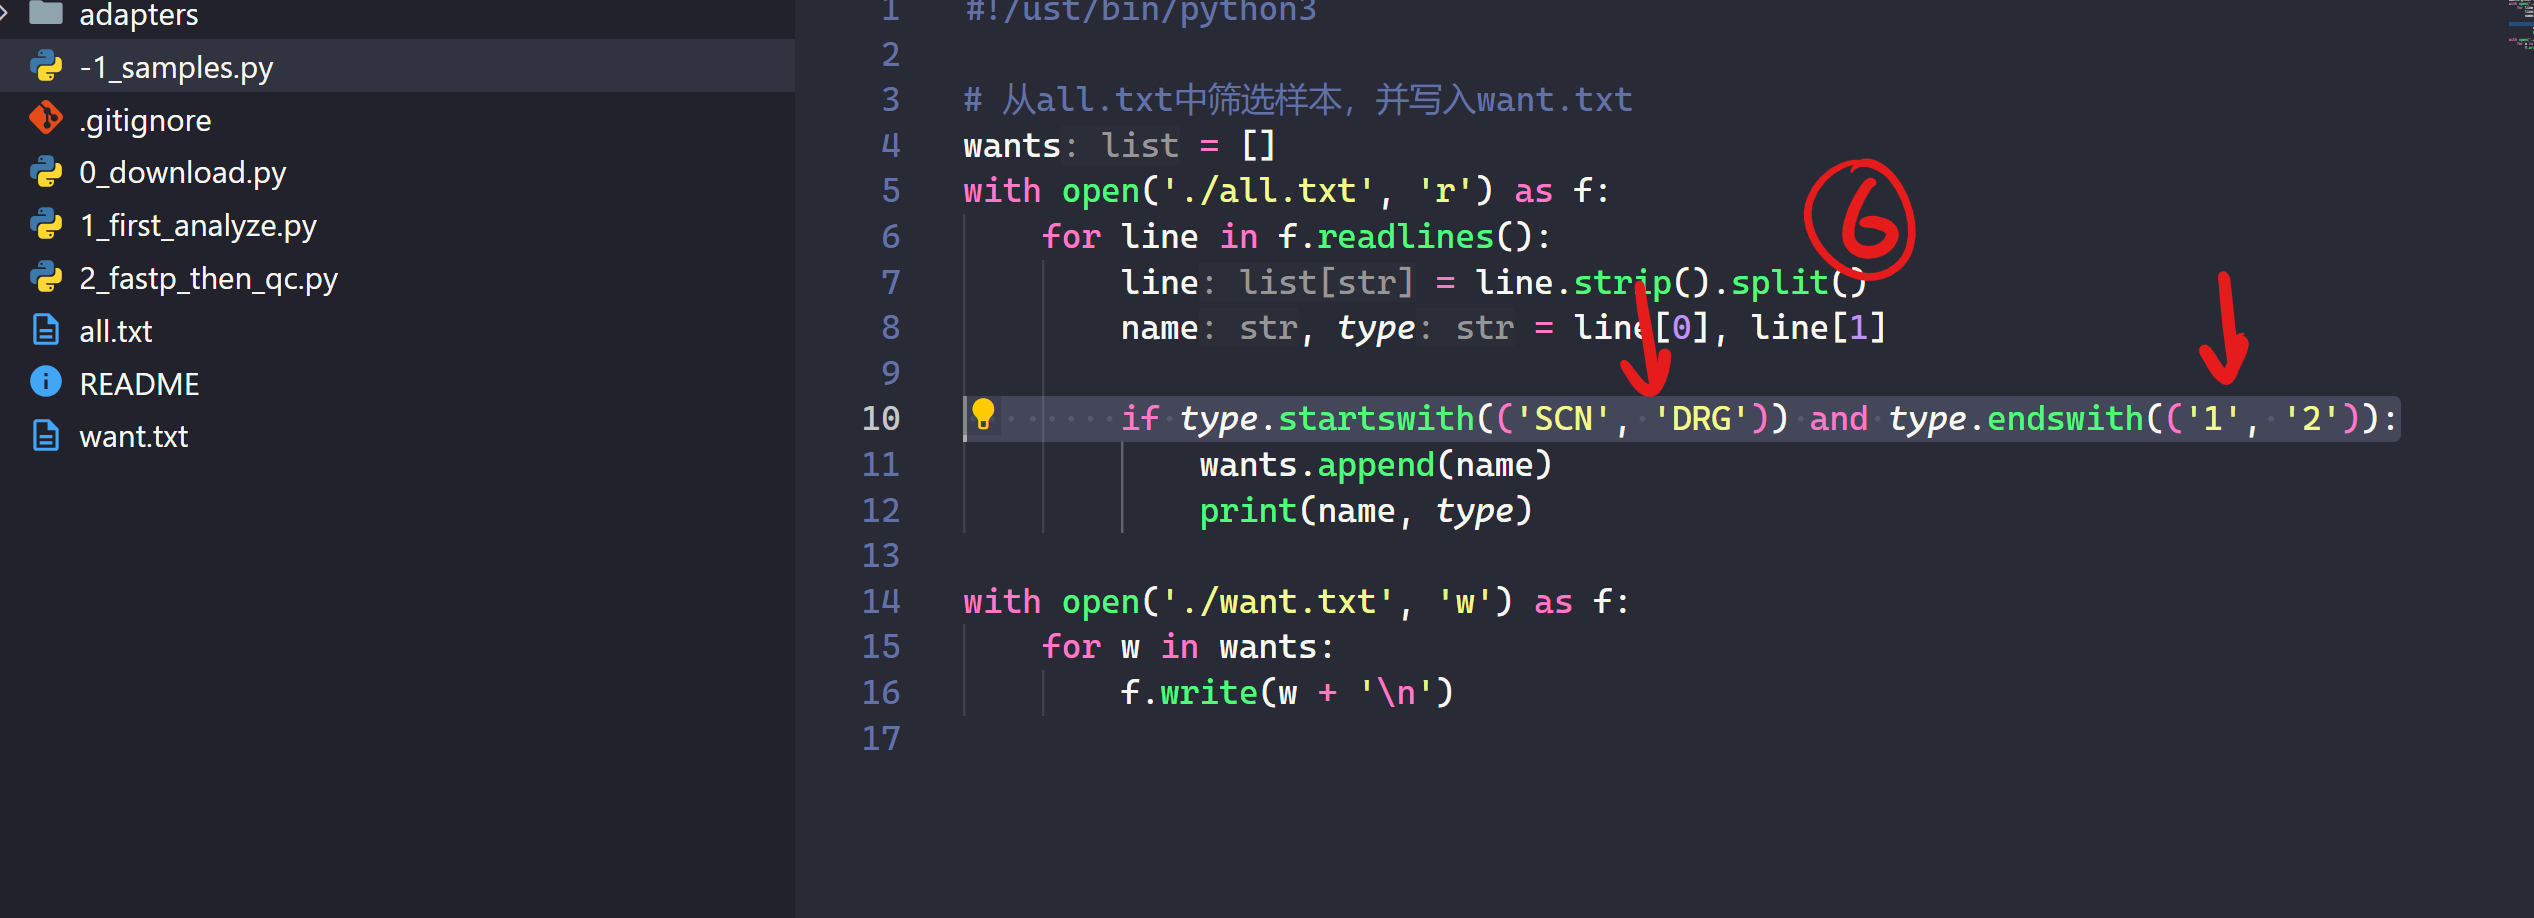 adapters
-1_samples.py
.gitignore
0_download.py
1_first_analyze.py
2_fastp_then_qc.py
all.txt
README
want.txt
1 #!/ust/bin/python3
2
3 # 从all.txt中筛选样本，并写入want.txt
4 wants: list = []
5 with open('./all.txt', 'r') as f:
6 for line in f.readlines():
7 line: list[str] = line.strip().split()
8 name: str, type: str = line[0], line[1]
9
10 if type.startswith(('SCN', 'DRG')) and type.endswith(('1', '2')):
11 wants.append(name)
12 print(name, type)
13
14 with open('./want.txt', 'w') as f:
15 for w in wants:
16 f.write(w + '\n')
17
6